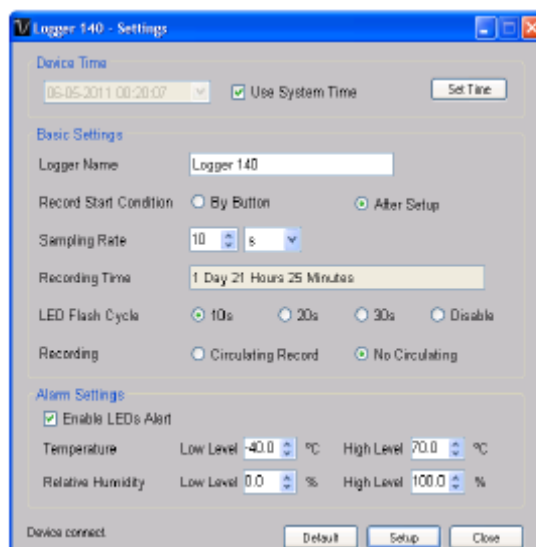 Logger 140 - Settings
Device Time
06-05-2011 00:20:07 Use System Time Set Time
Basic Settings
Logger Name Logger 140
Record Start Condition By Button After Setup
Sampling Rate 10 s
Recording Time 1 Day 21 Hours 25 Minutes
LED Flash Cycle 10s 20s 30s Disable
Recording Circulating Record No Circulating
Alarm Settings
Enable LEDs Alert
Temperature Low Level -40.0 ºC High Level 70.0 ºC
Relative Humidity Low Level 0.0 % High Level 100.0 %
Device connect Default Setup Close